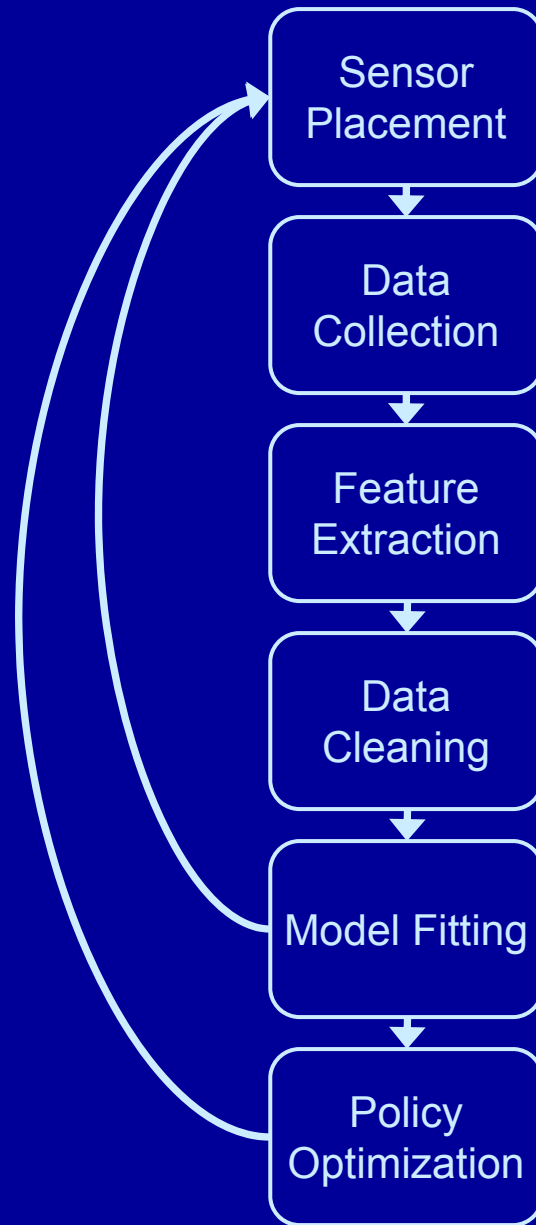 Sensor
Placement
Data
Collection
Feature
Extraction
Data
Cleaning
Model Fitting
Policy
Optimization